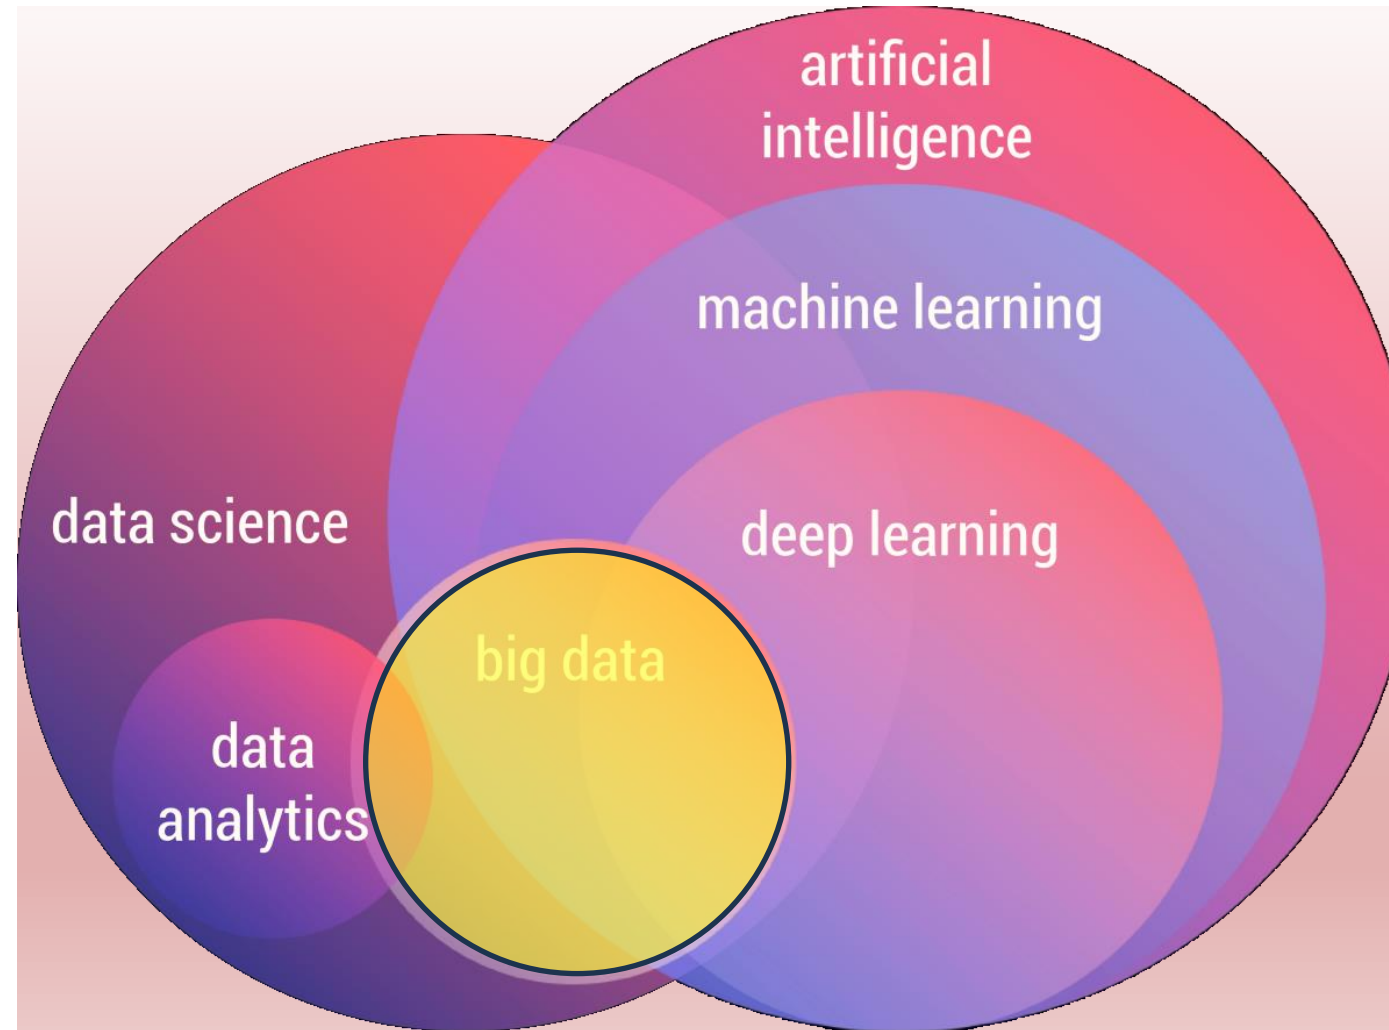 artificial
intelligence
machine learning
data science
deep learning
big data
data
analytics